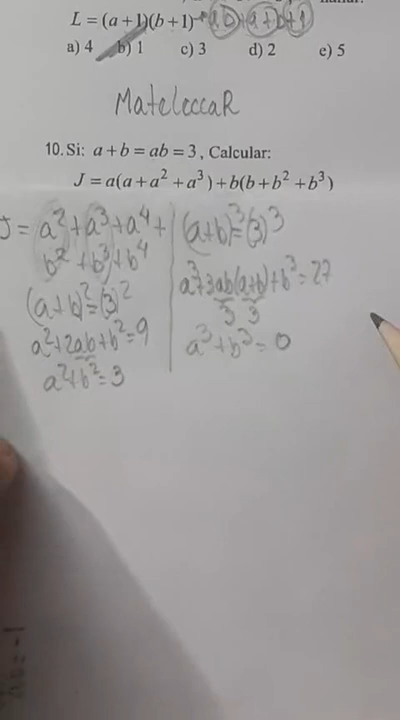 L = (a+1)(b+1)
a) 4 b) 1 c) 3 d) 2 e) 5
MateleccaR
10. Si: a+b = ab = 3, Calcular:
J = a(a+a²+a³)+b(b+b²+b³)
J = a²+a³+a⁴+
b²+b³+b⁴
(a+b)²=(3)²
a²+2ab+b²=9
a²+b²=3
(a+b)³=(3)³
a³+3ab(a+b)+b³=27
3 3
a³+b³=0